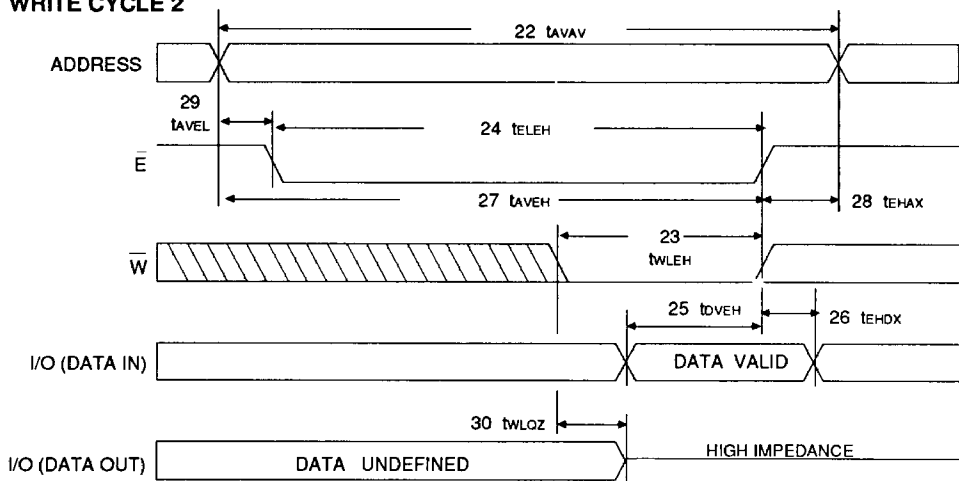 WRITE CYCLE 2
22 tAVAV
ADDRESS
29
tAVEL
24 tELEH
E
27 tAVEH
28 tEHAX
W
23
tWLEH
25 tDVEH
26 tEHDX
I/O (DATA IN)
DATA VALID
30 tWLQZ
I/O (DATA OUT)
DATA UNDEFINED
HIGH IMPEDANCE